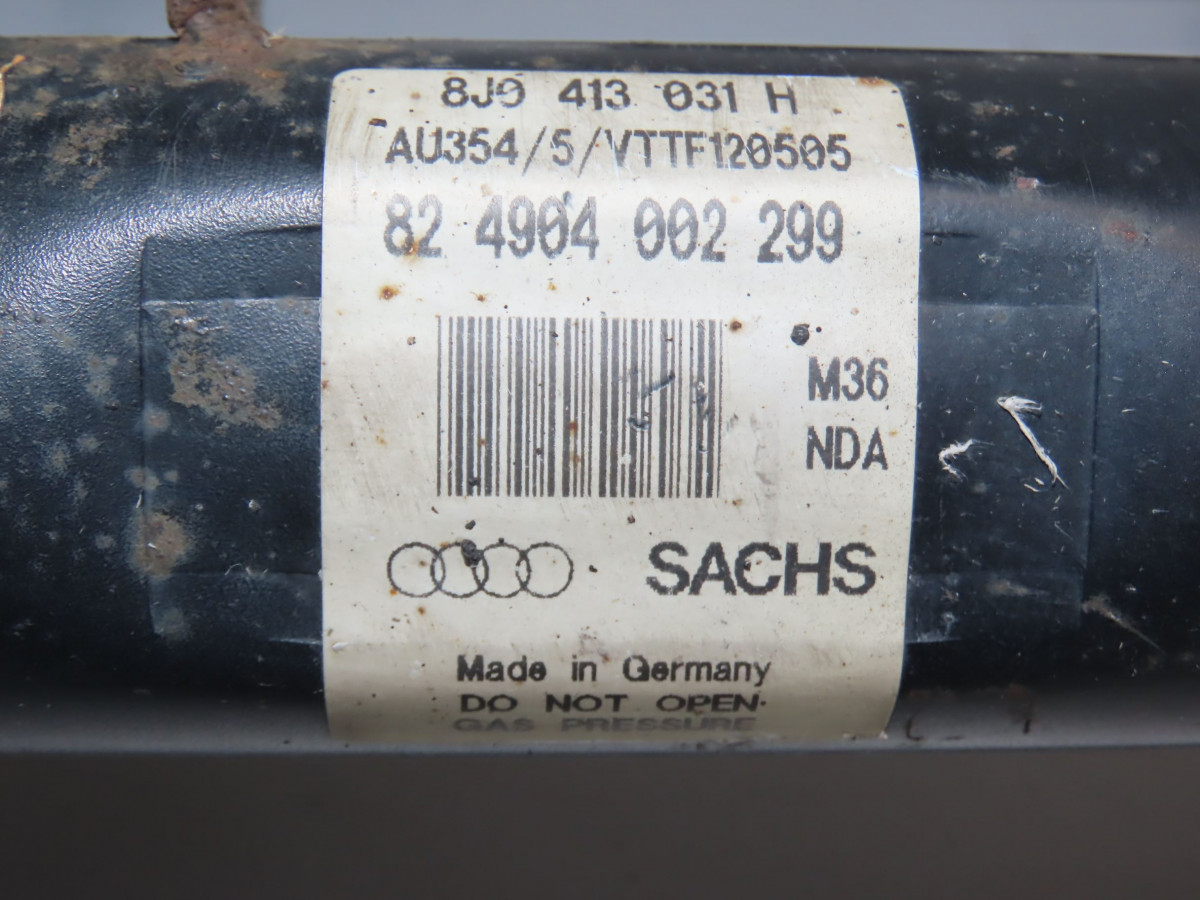 8J0 413 031 H
AU354/5/VTTF120505
82 4904 002 299
M36
NDA
SACHS
Made in Germany
DO NOT OPEN
GAS PRESSURE